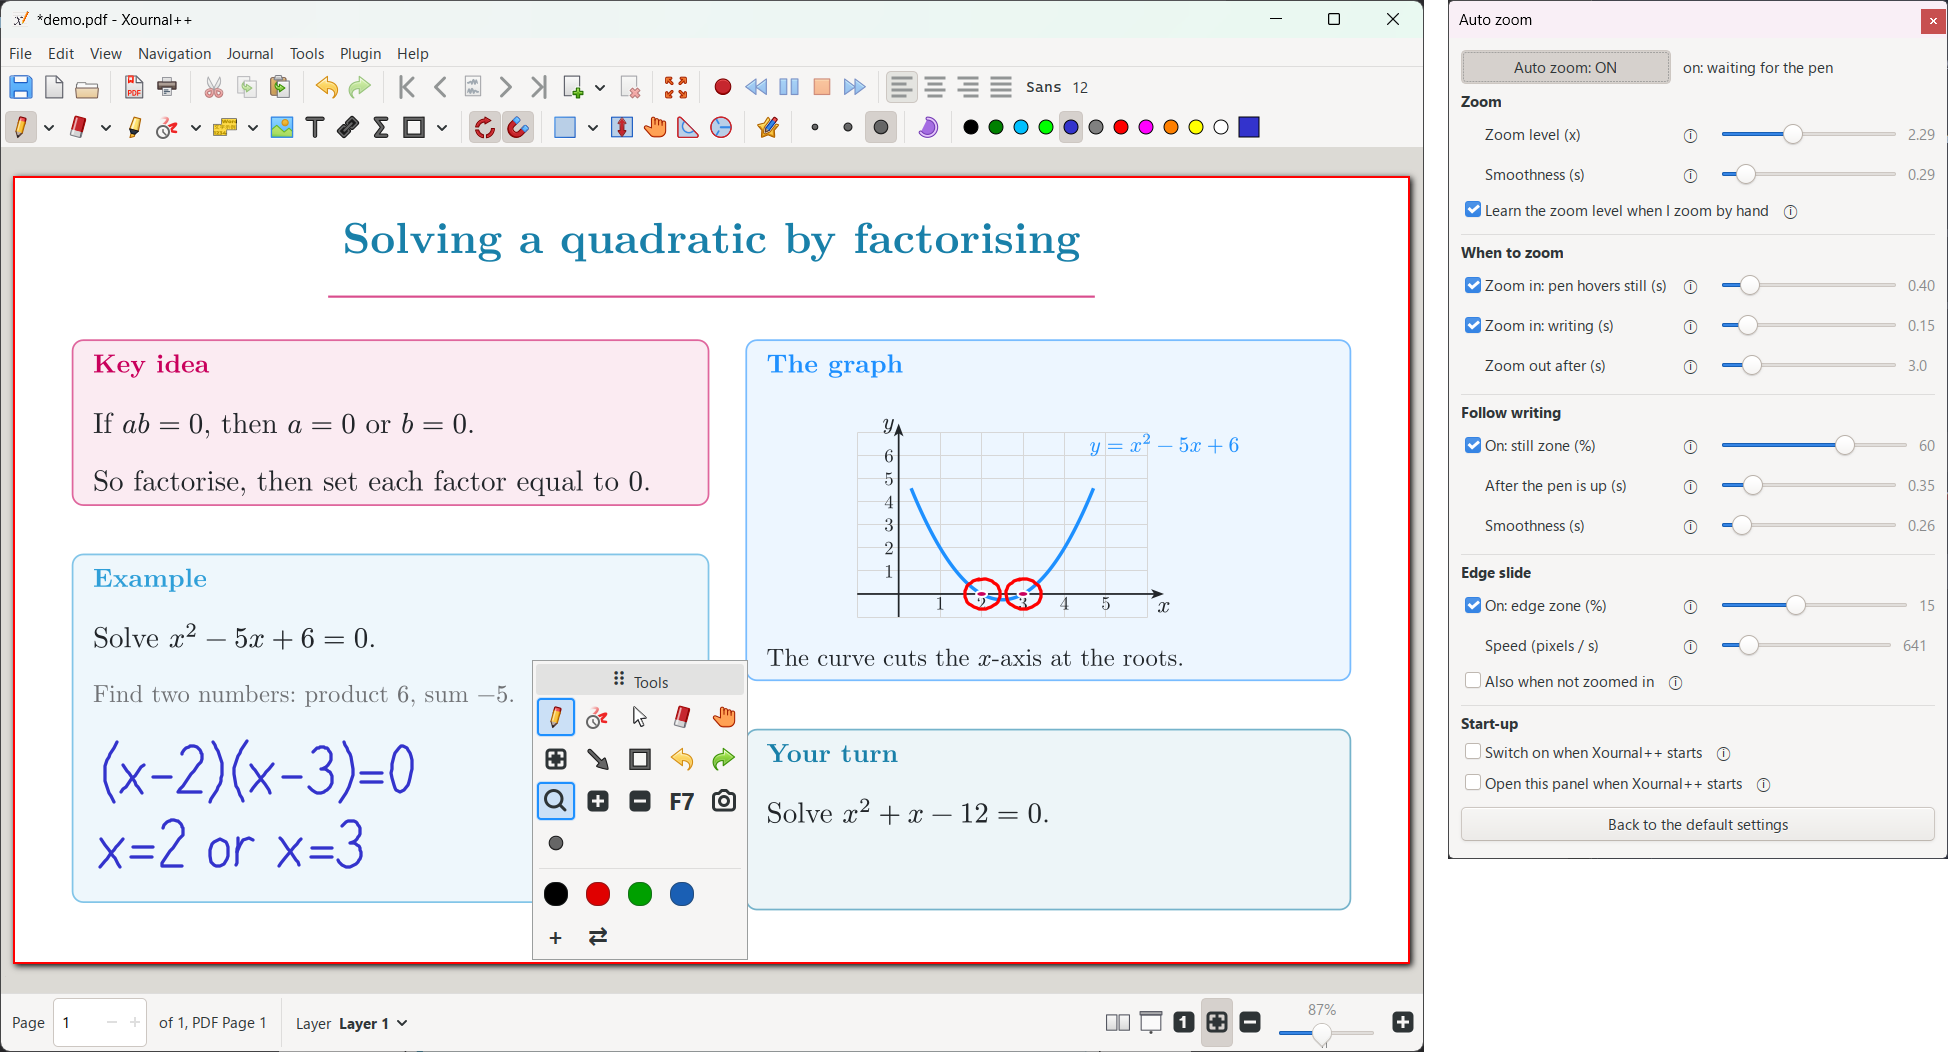 *demo.pdf - Xournal++
File Edit View Navigation Journal Tools Plugin Help
Sans 12
Solving a quadratic by factorising
Key idea
If ab = 0, then a = 0 or b = 0.
So factorise, then set each factor equal to 0.
Example
Solve x² − 5x + 6 = 0.
Find two numbers: product 6, sum −5.
(x−2)(x−3)=0
x=2 or x=3
The graph
y
y = x² − 5x + 6
6
5
4
3
2
1
1 2 3 4 5 x
The curve cuts the x-axis at the roots.
Your turn
Solve x² + x − 12 = 0.
Tools
F7
Page 1 of 1, PDF Page 1 Layer Layer 1
1
87%
Auto zoom
Auto zoom: ON on: waiting for the pen
Zoom
Zoom level (x) 2.29
Smoothness (s) 0.29
Learn the zoom level when I zoom by hand
When to zoom
Zoom in: pen hovers still (s) 0.40
Zoom in: writing (s) 0.15
Zoom out after (s) 3.0
Follow writing
On: still zone (%) 60
After the pen is up (s) 0.35
Smoothness (s) 0.26
Edge slide
On: edge zone (%) 15
Speed (pixels / s) 641
Also when not zoomed in
Start-up
Switch on when Xournal++ starts
Open this panel when Xournal++ starts
Back to the default settings